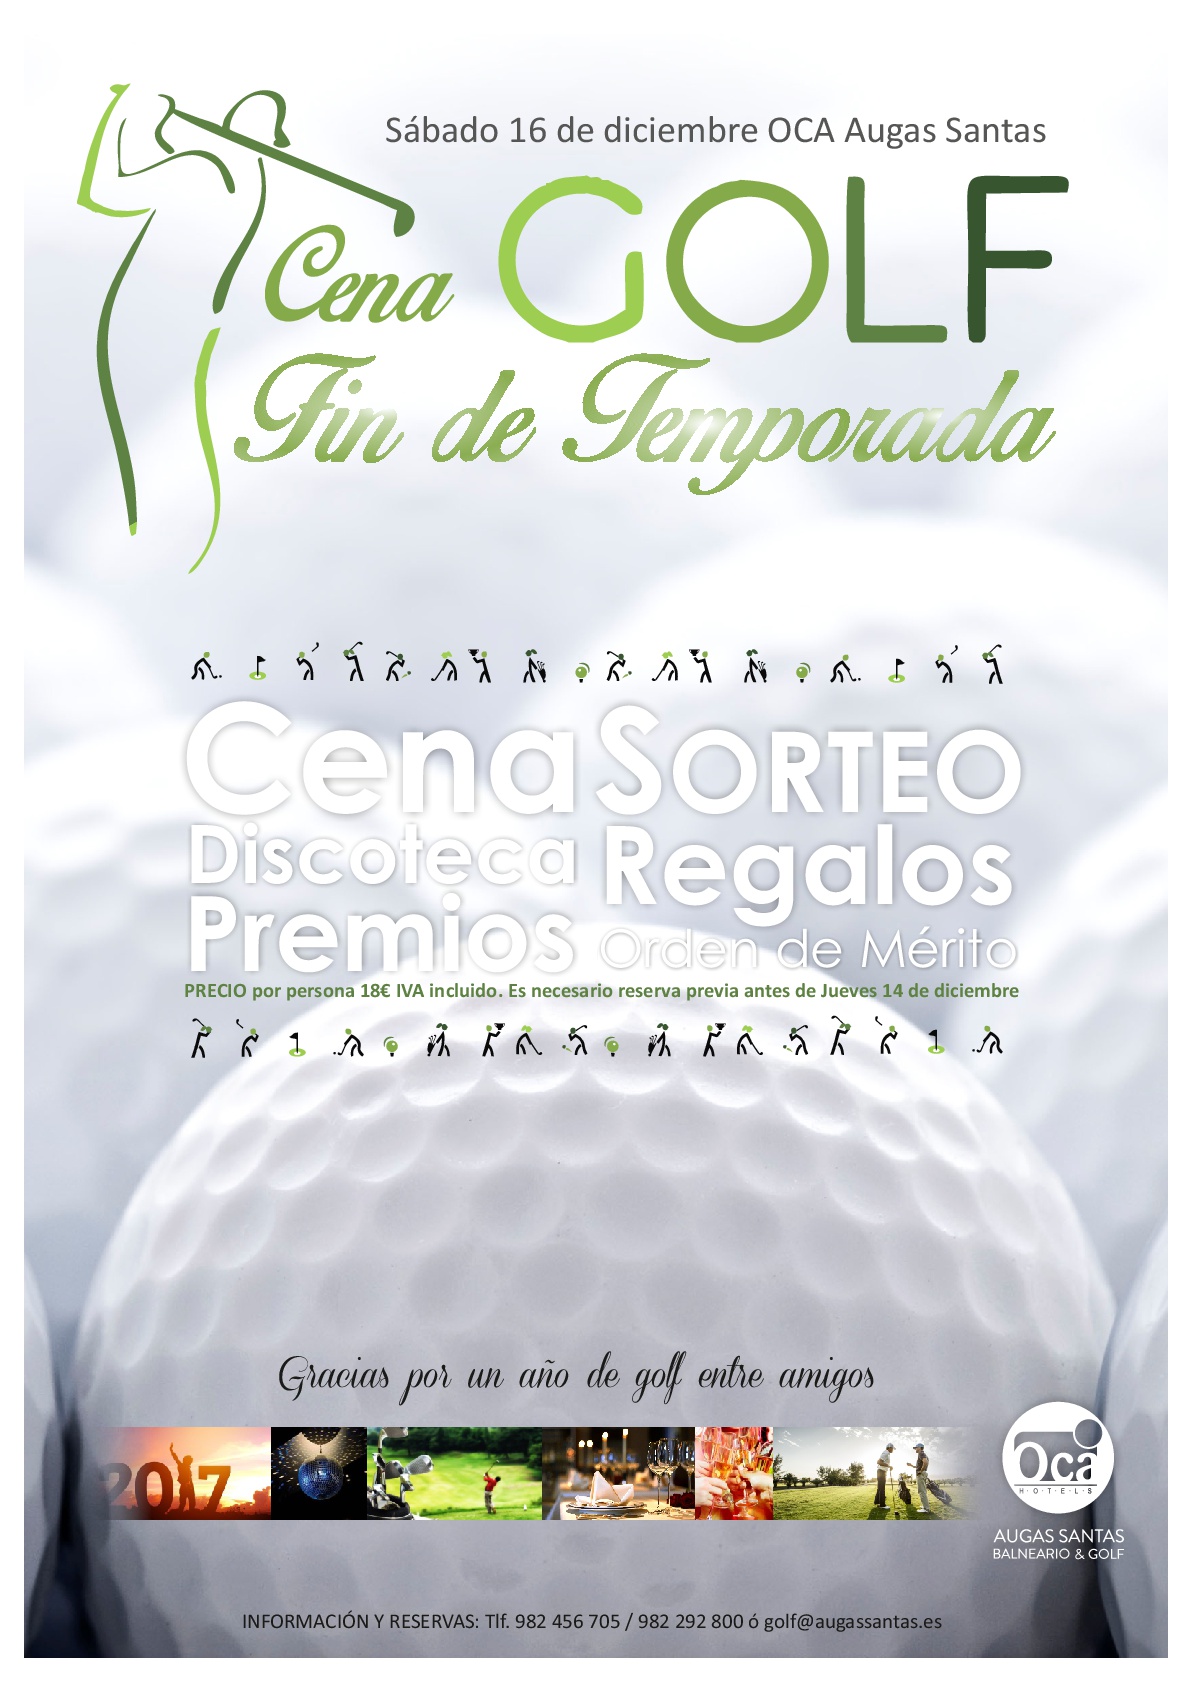 Sábado 16 de diciembre OCA Augas Santas
Cena GOLF
Fin de Temporada
Cena SORTEO
Discoteca Regalos
Premios Orden de Mérito
PRECIO por persona 18€ IVA incluido. Es necesario reserva previa antes de Jueves 14 de diciembre
Gracias por un año de golf entre amigos
2017
Oca
H·O·T·E·L·S
AUGAS SANTAS
BALNEARIO & GOLF
INFORMACIÓN Y RESERVAS: Tlf. 982 456 705 / 982 292 800 ó golf@augassantas.es